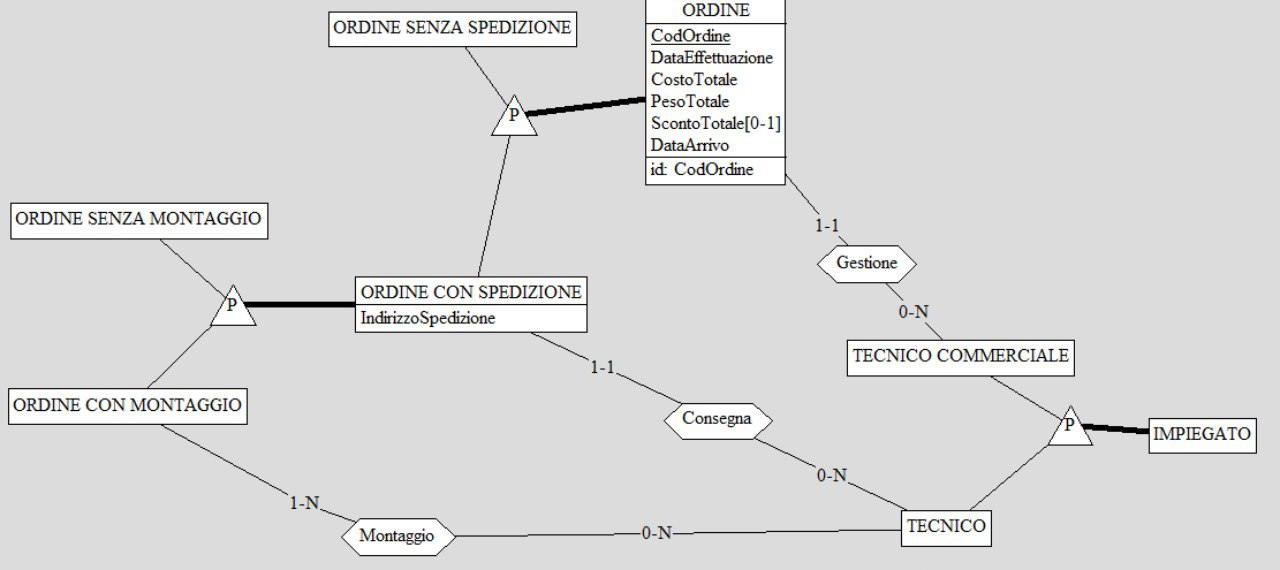 ORDINE
ORDINE SENZA SPEDIZIONE
CodOrdine
DataEffettuazione
CostoTotale
PesoTotale
P
ScontoTotale[0-1]
DataArrivo
id: CodOrdine
ORDINE SENZA MONTAGGIO
1-1
Gestione
ORDINE CON SPEDIZIONE
P
IndirizzoSpedizione
0-N
TECNICO COMMERCIALE
1-1
ORDINE CON MONTAGGIO
Consegna
P
IMPIEGATO
0-N
1-N
TECNICO
Montaggio
0-N